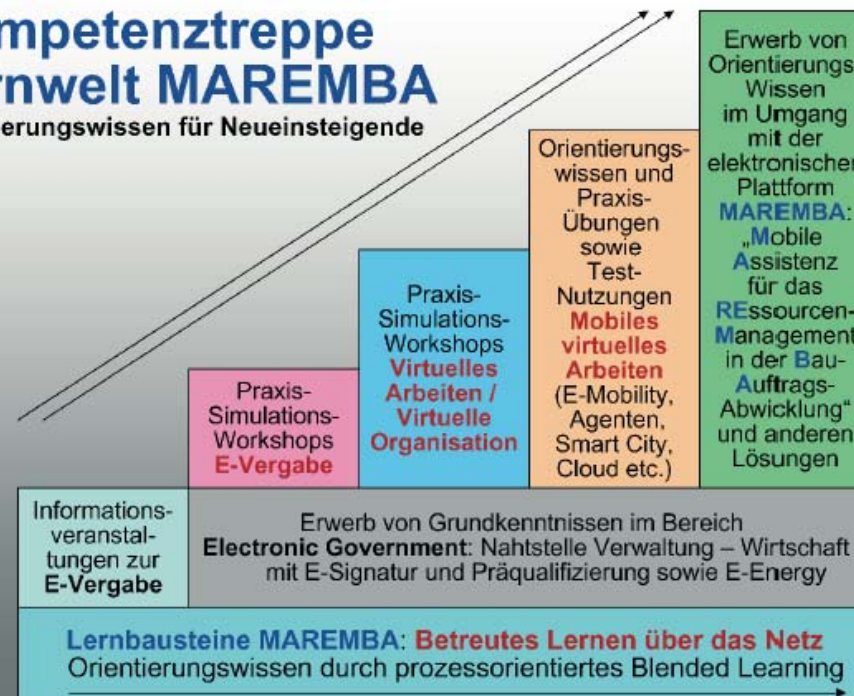 mpetenztreppe
rnwelt MAREMBA
erungswissen für Neueinsteigende
Informations-
veranstal-
tungen zur
E-Vergabe
Praxis-
Simulations-
Workshops
E-Vergabe
Praxis-
Simulations-
Workshops
Virtuelles
Arbeiten /
Virtuelle
Organisation
Orientierungs-
wissen und
Praxis-
Übungen
sowie
Test-
Nutzungen
Mobiles
virtuelles
Arbeiten
(E-Mobility,
Agenten,
Smart City,
Cloud etc.)
Erwerb von
Orientierungs-
Wissen
im Umgang
mit der
elektronischen
Plattform
MAREMBA:
„Mobile
Assistenz
für das
REssourcen-
Management
in der Bau-
Auftrags-
Abwicklung“
und anderen
Lösungen
Erwerb von Grundkenntnissen im Bereich
Electronic Government: Nahtstelle Verwaltung – Wirtschaft
mit E-Signatur und Präqualifizierung sowie E-Energy
Lernbausteine MAREMBA: Betreutes Lernen über das Netz
Orientierungswissen durch prozessorientiertes Blended Learning